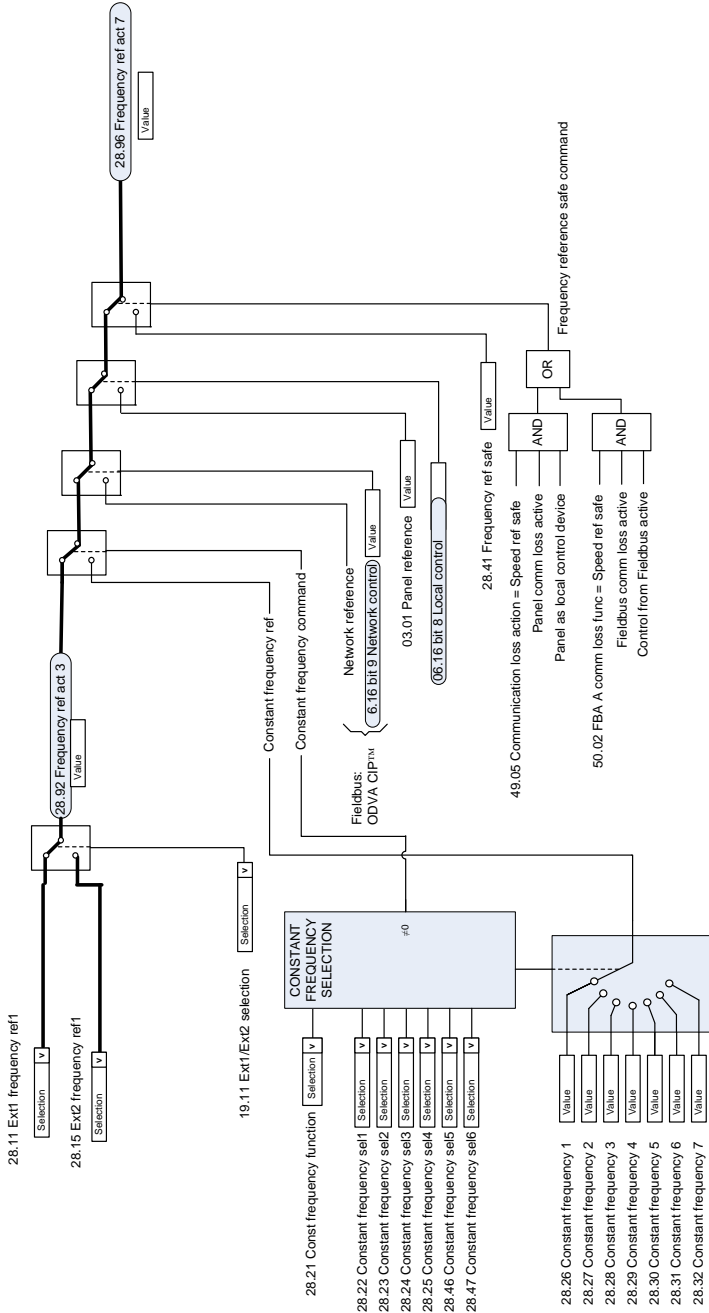 28.11 Ext1 frequency ref1
Selection v
28.15 Ext2 frequency ref1
Selection v
19.11 Ext1/Ext2 selection
Selection v
28.92 Frequency ref act 3
Value
28.96 Frequency ref act 7
Value
28.21 Const frequency function
Selection v
28.22 Constant frequency sel1
Selection v
28.23 Constant frequency sel2
Selection v
28.24 Constant frequency sel3
Selection v
28.25 Constant frequency sel4
Selection v
28.46 Constant frequency sel5
Selection v
28.47 Constant frequency sel6
Selection v
CONSTANT
FREQUENCY
SELECTION
≠0
28.26 Constant frequency 1
Value
28.27 Constant frequency 2
Value
28.28 Constant frequency 3
Value
28.29 Constant frequency 4
Value
28.30 Constant frequency 5
Value
28.31 Constant frequency 6
Value
28.32 Constant frequency 7
Value
Constant frequency ref
Constant frequency command
Fieldbus:
ODVA CIP™
Network reference
6.16 bit 9 Network control
Value
03.01 Panel reference
Value
06.16 bit 8 Local control
28.41 Frequency ref safe
Value
49.05 Communication loss action = Speed ref safe
Panel comm loss active
Panel as local control device
AND
50.02 FBA A comm loss func = Speed ref safe
Fieldbus comm loss active
Control from Fieldbus active
AND
OR
Frequency reference safe command